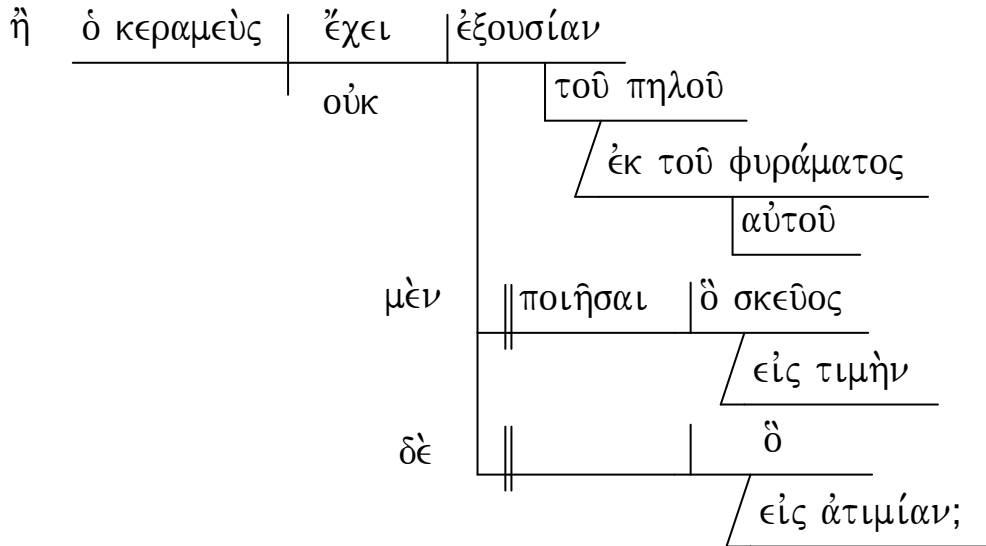 ἢ ὁ κεραμεὺς ἔχει ἐξουσίαν
οὐκ
τοῦ πηλοῦ
ἐκ τοῦ φυράματος
αὐτοῦ
μὲν ποιῆσαι ὃ σκεῦος
εἰς τιμὴν
δὲ ὃ
εἰς ἀτιμίαν;